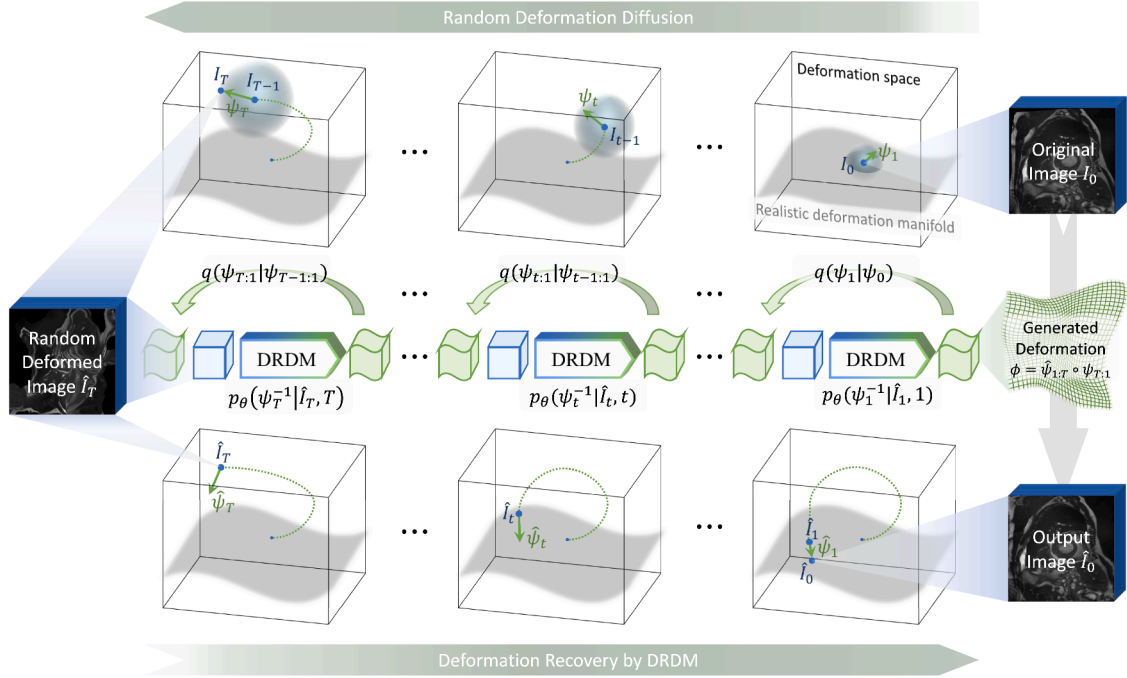 Random Deformation Diffusion
I_T
I_{T−1}
ψ_T
ψ_t
I_{t−1}
Deformation space
I_0
ψ_1
Realistic deformation manifold
Original
Image I_0
...
...
q(ψ_{T:1}|ψ_{T−1:1})
q(ψ_{t:1}|ψ_{t−1:1})
q(ψ_1|ψ_0)
...
...
Random
Deformed
Image Î_T
DRDM
DRDM
DRDM
...
...
Generated
Deformation
ϕ = ψ̂_{1:T} ∘ ψ_{T:1}
p_θ(ψ_T^{−1}|Î_T, T)
p_θ(ψ_t^{−1}|Î_t, t)
p_θ(ψ_1^{−1}|Î_1, 1)
Î_T
ψ̂_T
Î_t
ψ̂_t
Î_1
ψ̂_1
Î_0
...
...
Output
Image Î_0
Deformation Recovery by DRDM